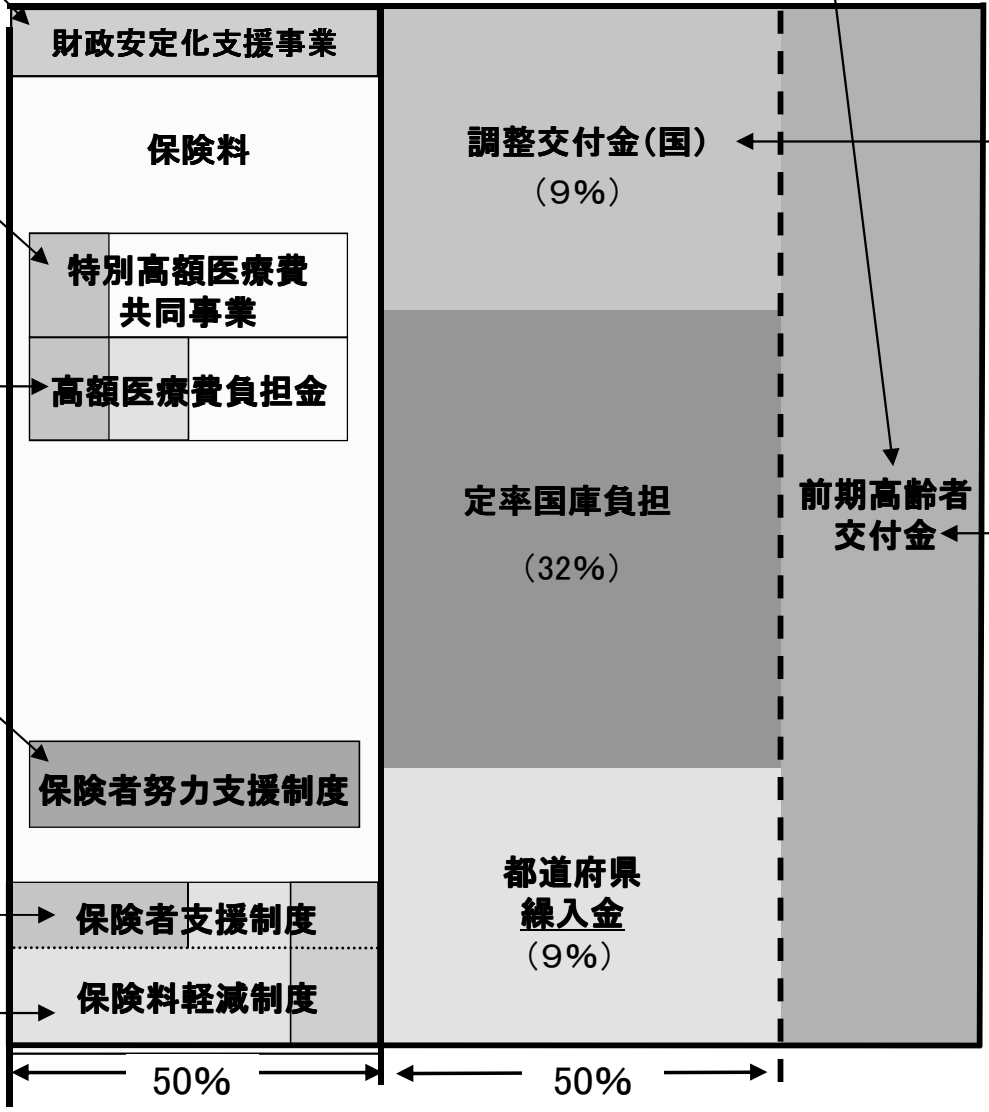 財政安定化支援事業
保険料
特別高額医療費
共同事業
高額医療費負担金
保険者努力支援制度
保険者支援制度
保険料軽減制度
50%
調整交付金(国)
（9%）
定率国庫負担
（32%）
都道府県
繰入金
（9%）
50%
前期高齢者
交付金